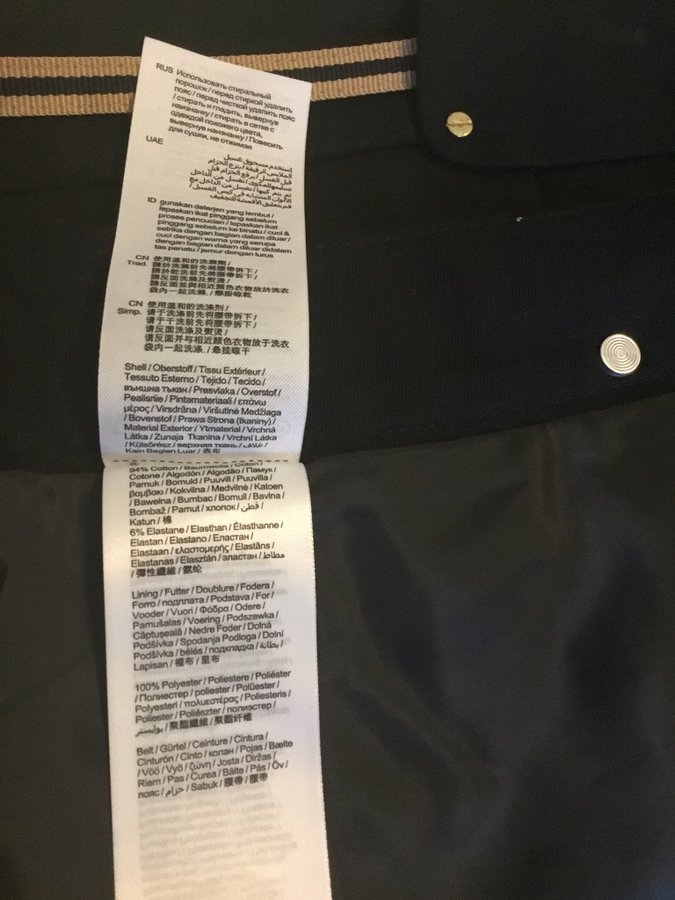 RUS Использовать стиральный
порошок / перед стиркой удалить
пояс / перед чисткой удалить пояс
/ стирать и гладить, вывернув
наизнанку / стирать в сетке с
одеждой похожего цвета,
вывернув наизнанку / Повесить
для сушки, не отжимая
UAE
ID gunakan deterjen yang lembut /
lepaskan ikat pinggang sebelum
proses pencucian / lepaskan ikat
pinggang sebelum ke binatu / cuci &
setrika dengan bagian dalam diluar /
cuci dengan warna yang serupa
dengan bagian dalam didalam
tas penatu / jemur dengan lurus
CN 使用溫和的洗滌劑 /
Trad. 請於洗滌前先將腰帶拆下 /
請於乾洗前先將腰帶拆下 /
請反面洗滌及熨燙 /
請反面並與相近顏色衣物放於洗衣
袋內一起洗滌. / 懸掛晾乾
CN 使用温和的洗涤剂 /
Simp. 请于洗涤前先将腰带拆下 /
请于干洗前先将腰带拆下 /
请反面洗涤及熨烫 /
请反面并与相近颜色衣物放于洗衣
袋内一起洗涤. / 悬挂晾干
Shell / Oberstoff / Tissu Extérieur /
Tessuto Esterno / Tejido / Tecido /
външна тъкан / Presvlaka / Overstof /
Pealisriie / Pintamateriaali / επάνω
μέρος / Virsdrāna / Viršutinė Medžiaga
/ Bovenstof / Prawa Strona (tkaniny) /
Material Exterior / Ytmaterial / Vrchná
Látka / Zunaja Tkanina / Vrchní Látka
/ Külsőrész / верхняя ткань / غلاف /
Kain Bagian Luar / 表布
94% Cotton / Baumwolle / Coton /
Cotone / Algodón / Algodão / Памук /
Pamuk / Bomuld / Puuvill / Puuvilla /
βαμβακι / Kokvilna / Medvilnė / Katoen
/ Bawelna / Bumbac / Bomull / Bavlna /
Bombaž / Pamut / хлопок / قطن /
Katun / 棉
6% Elastane / Elasthan / Élasthanne /
Elastan / Elastano / Еластан /
Elastaan / ελαστομερής / Elastāns /
Elastanas / Elasztán / эластан / مطاط
/ 彈性纖維 / 氨纶
Lining / Futter / Doublure / Fodera /
Forro / подплата / Podstava / For /
Vooder / Vuori / Φόδρα / Odere /
Pamušalas / Voering / Podszewka /
Căptuşeală / Nedre Foder / Dolná
Podšívka / Spodanja Podloga / Dolní
Podšívka / bélés / подкладка / بطانة /
Lapisan / 裡布 / 里布
100% Polyester / Poliestere / Poliéster
/ Полиестер / poliester / Polüester /
Polyesteri / πολυεστέρας / Poliesteris /
Poliester / Poliészter / полиэстер /
بوليستر / 聚酯纖維 / 聚酯纤维
Belt / Gürtel / Ceinture / Cintura /
Cinturón / Cinto / колан / Pojas / Bælte
/ Vöö / Vyö / ζώνη / Josta / Diržas /
Riem / Pas / Curea / Bälte / Pás / Öv /
пояс / حزام / Sabuk / 腰帶 / 腰带